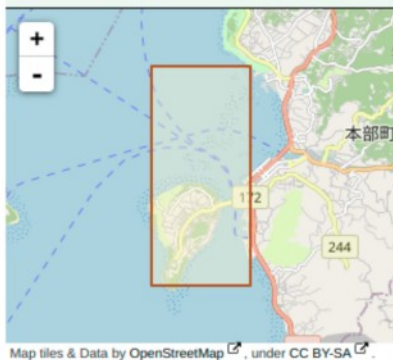 +
-
本部町
172
244
Map tiles & Data by OpenStreetMap , under CC BY-SA .